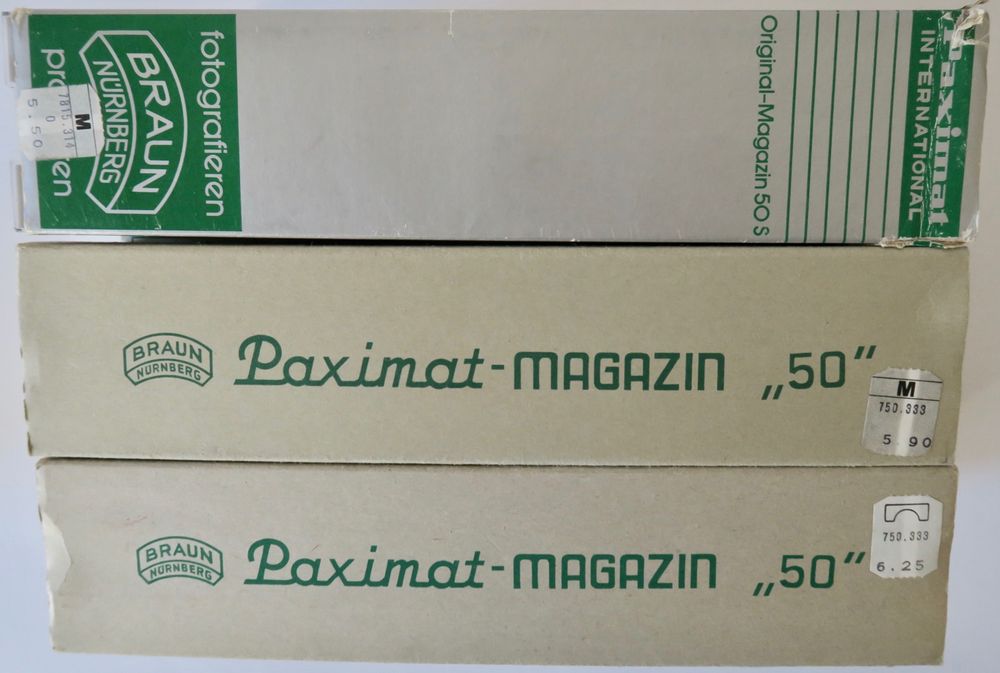 fotografieren
BRAUN
NÜRNBERG
M
7815.314
0
5.50
Original-Magazin 50 S
Paximat
INTERNATIONAL
BRAUN
NÜRNBERG
Paximat-MAGAZIN „50“
M
750.333
5.90
BRAUN
NÜRNBERG
Paximat-MAGAZIN „50“
750.333
6.25